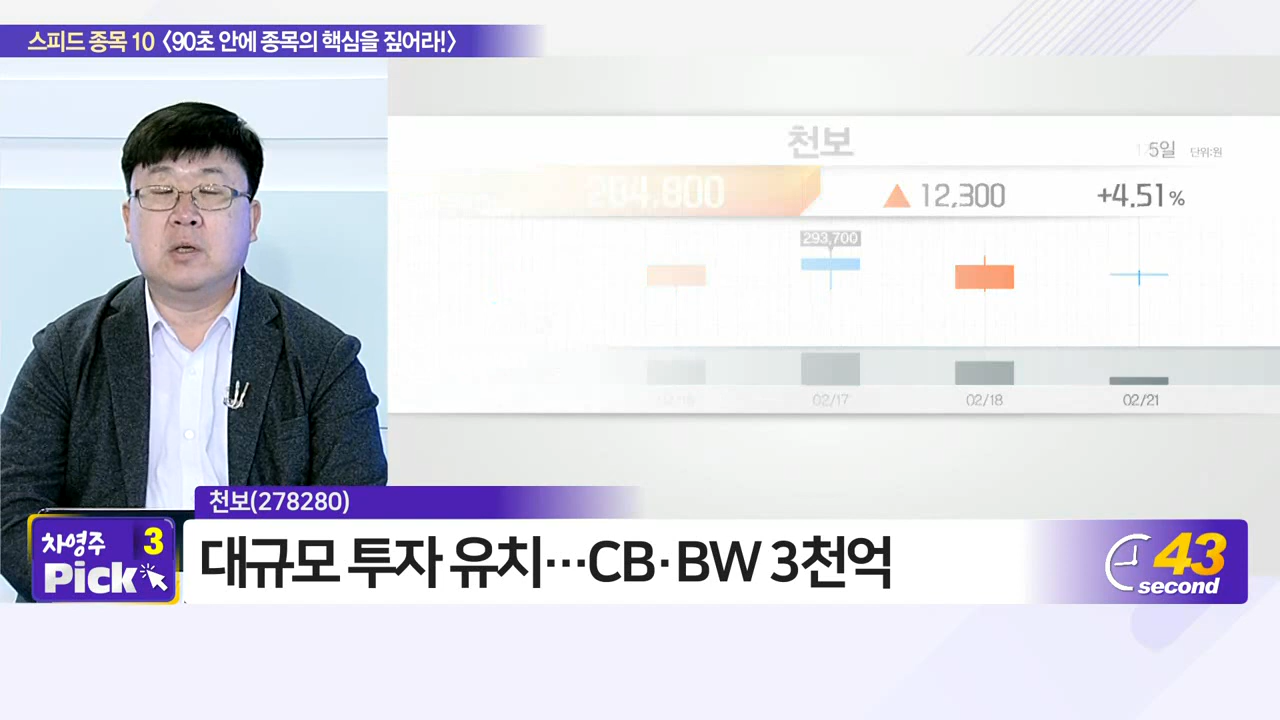 스피드 종목 10 〈90초 안에 종목의 핵심을 짚어라!〉
천보
5일 단위:원
284,800 ▲ 12,300 +4.51%
293,700
02/17 02/18 02/21
천보(278280)
차영주 3
Pick
대규모 투자 유치…CB·BW 3천억
43
second